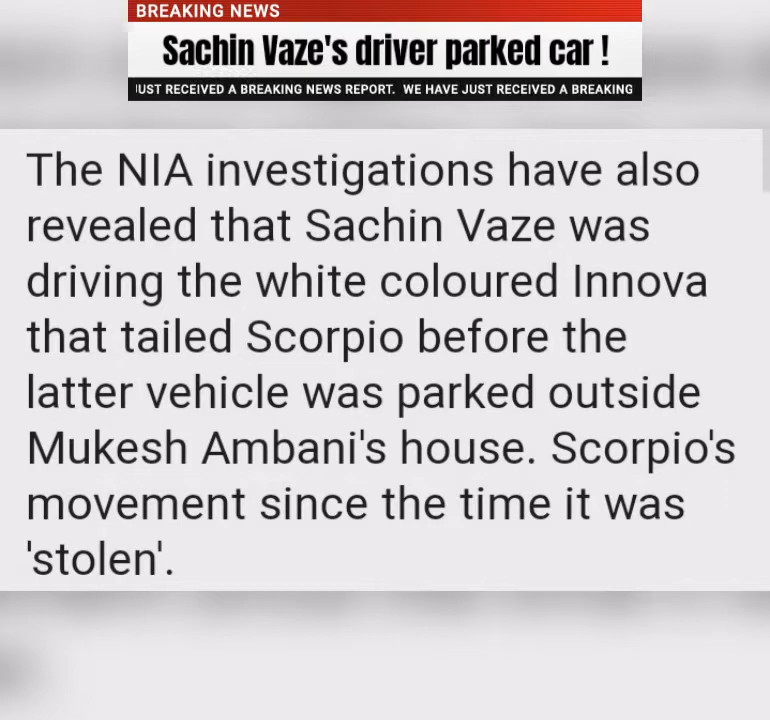 BREAKING NEWS
Sachin Vaze's driver parked car !
UST RECEIVED A BREAKING NEWS REPORT. WE HAVE JUST RECEIVED A BREAKING
The NIA investigations have also
revealed that Sachin Vaze was
driving the white coloured Innova
that tailed Scorpio before the
latter vehicle was parked outside
Mukesh Ambani's house. Scorpio's
movement since the time it was
'stolen'.